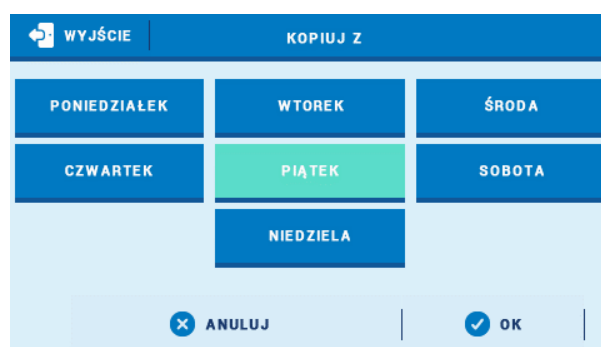 WYJŚCIE KOPIUJ Z
PONIEDZIAŁEK WTOREK ŚRODA
CZWARTEK PIĄTEK SOBOTA
NIEDZIELA
ANULUJ OK